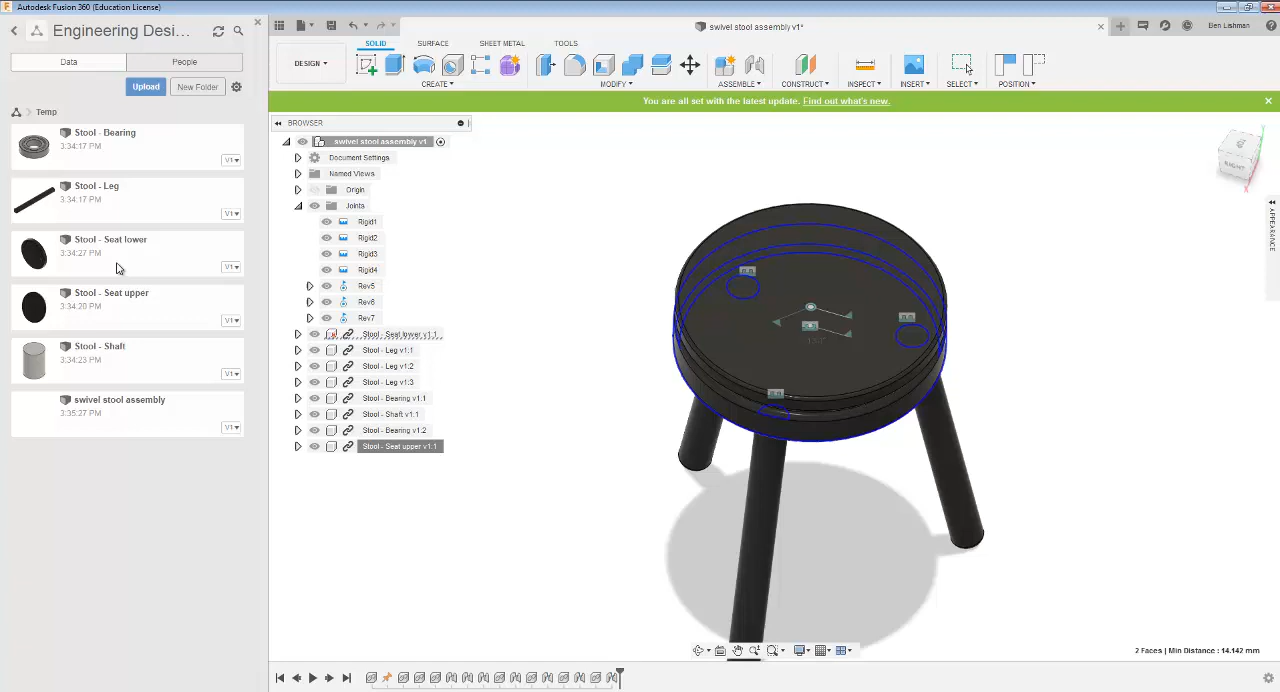 Autodesk Fusion 360 (Education License)
Engineering Desi...
Data
People
Upload
New Folder
Temp
Stool - Bearing
3:34:17 PM
V1
Stool - Leg
3:34:17 PM
V1
Stool - Seat lower
3:34:27 PM
V1
Stool - Seat upper
3:34:20 PM
V1
Stool - Shaft
3:34:23 PM
V1
swivel stool assembly
3:35:27 PM
V1
swivel stool assembly v1*
Ben Lishman
DESIGN
SOLID
SURFACE
SHEET METAL
TOOLS
CREATE
MODIFY
ASSEMBLE
CONSTRUCT
INSPECT
INSERT
SELECT
POSITION
You are all set with the latest update. Find out what's new.
BROWSER
swivel stool assembly v1
Document Settings
Named Views
Origin
Joints
Rigid1
Rigid2
Rigid3
Rigid4
Rev5
Rev6
Rev7
Stool - Seat lower v1:1
Stool - Leg v1:1
Stool - Leg v1:2
Stool - Leg v1:3
Stool - Bearing v1:1
Stool - Shaft v1:1
Stool - Bearing v1:2
Stool - Seat upper v1:1
APPEARANCE
2 Faces | Min Distance : 14.142 mm